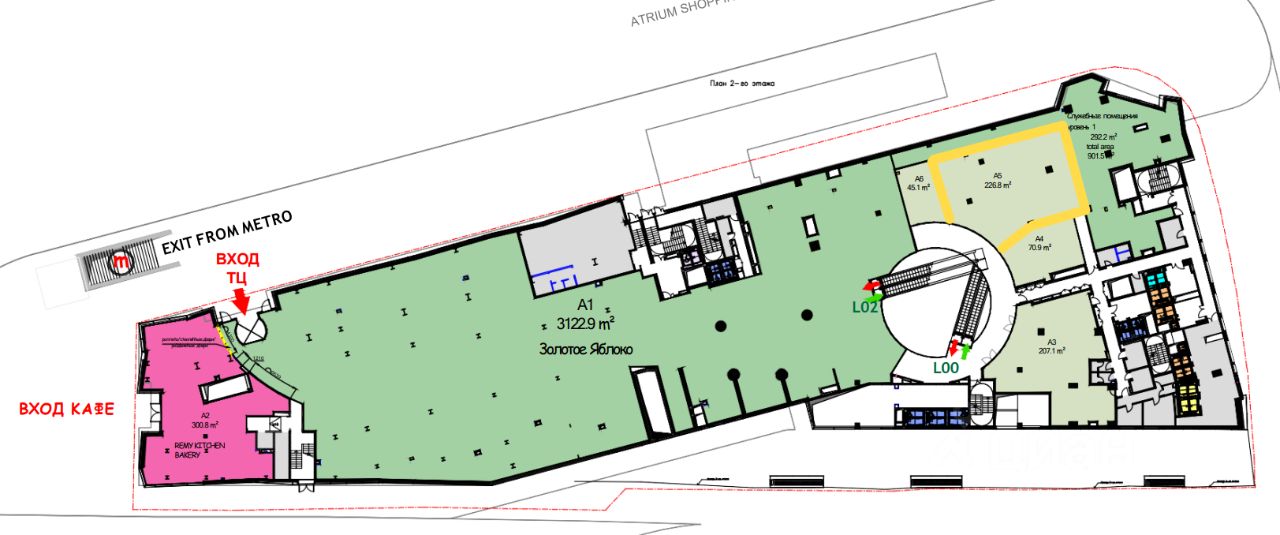 ATRIUM
План 2-го этажа
Служебные помещения
уровень 1
292.2 m²
total area
901.5 m²
A6
45.1 m²
A5
226.8 m²
A4
70.9 m²
EXIT FROM METRO
m
ВХОД
ТЦ
A1
3122.9 m²
Золотое Яблоко
L02
L00
A3
207.1 m²
ВХОД КАФЕ
A2
300.8 m²
REMY KITCHEN
BAKERY
1210